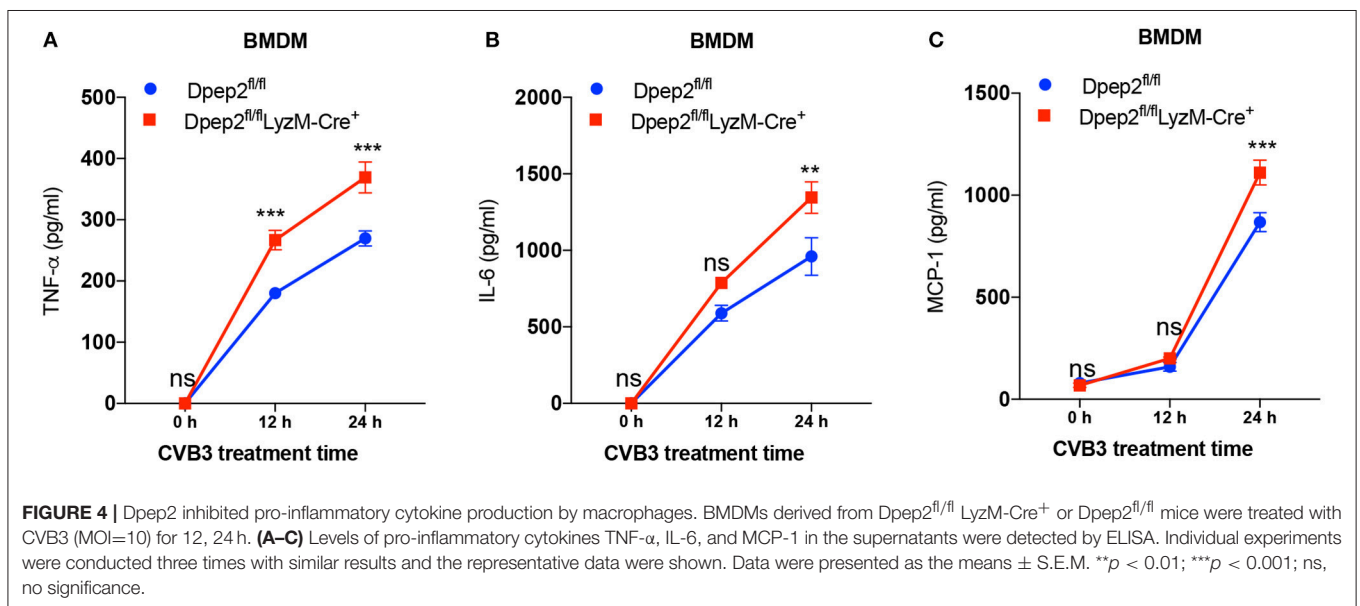 A
BMDM
Dpep2fl/fl
Dpep2fl/flLyzM-Cre+
500
400
300
200
100
0
TNF-α (pg/ml)
ns
***
***
0 h 12 h 24 h
CVB3 treatment time
B
BMDM
Dpep2fl/fl
Dpep2fl/flLyzM-Cre+
2000
1500
1000
500
0
IL-6 (pg/ml)
ns
ns
**
0 h 12 h 24 h
CVB3 treatment time
C
BMDM
Dpep2fl/fl
Dpep2fl/flLyzM-Cre+
1500
1000
500
0
MCP-1 (pg/ml)
ns
ns
***
0 h 12 h 24 h
CVB3 treatment time
FIGURE 4 | Dpep2 inhibited pro-inflammatory cytokine production by macrophages. BMDMs derived from Dpep2fl/fl LyzM-Cre+ or Dpep2fl/fl mice were treated with
CVB3 (MOI=10) for 12, 24 h. (A–C) Levels of pro-inflammatory cytokines TNF-α, IL-6, and MCP-1 in the supernatants were detected by ELISA. Individual experiments
were conducted three times with similar results and the representative data were shown. Data were presented as the means ± S.E.M. **p < 0.01; ***p < 0.001; ns,
no significance.